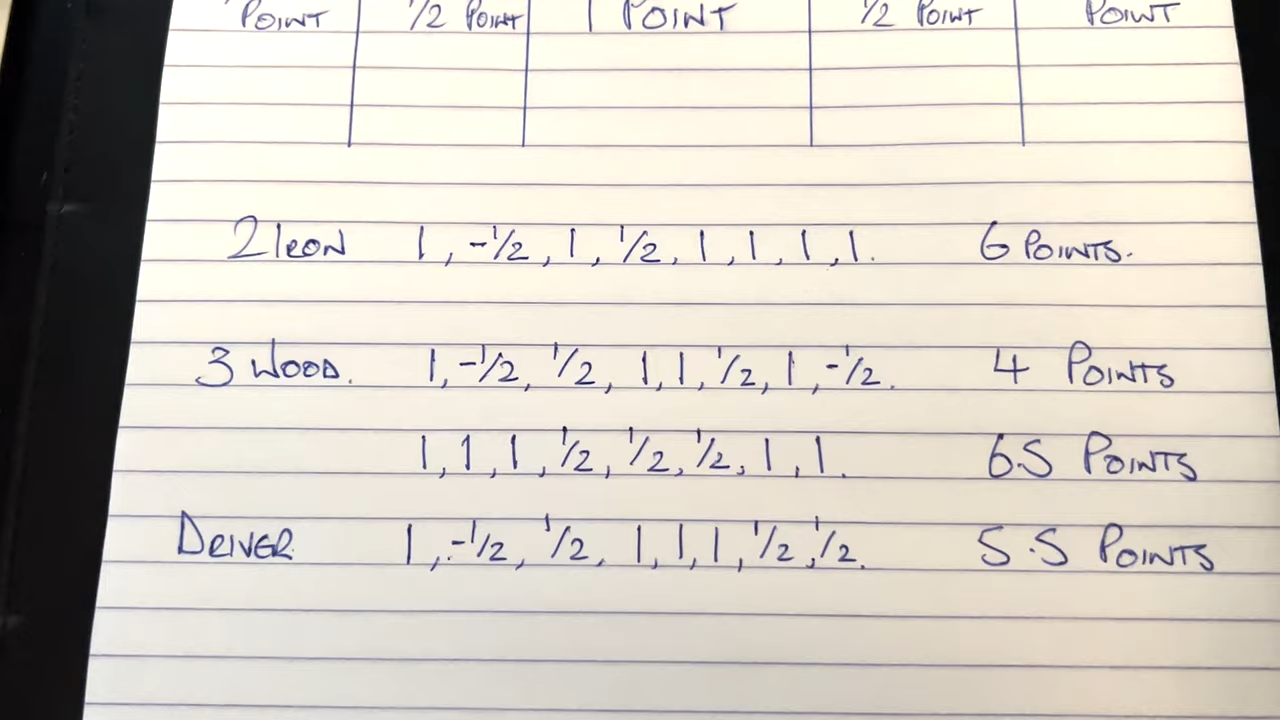 POINT 1/2 POINT 1 POINT 1/2 POINT POINT
2 IRON 1, -1/2, 1, 1/2, 1, 1, 1, 1. 6 POINTS.
3 WOOD. 1, -1/2, 1/2, 1, 1, 1/2, 1, -1/2. 4 POINTS
1, 1, 1, 1/2, 1/2, 1/2, 1, 1. 6.5 POINTS
DRIVER 1, -1/2, 1/2, 1, 1, 1, 1/2, 1/2. 5.5 POINTS